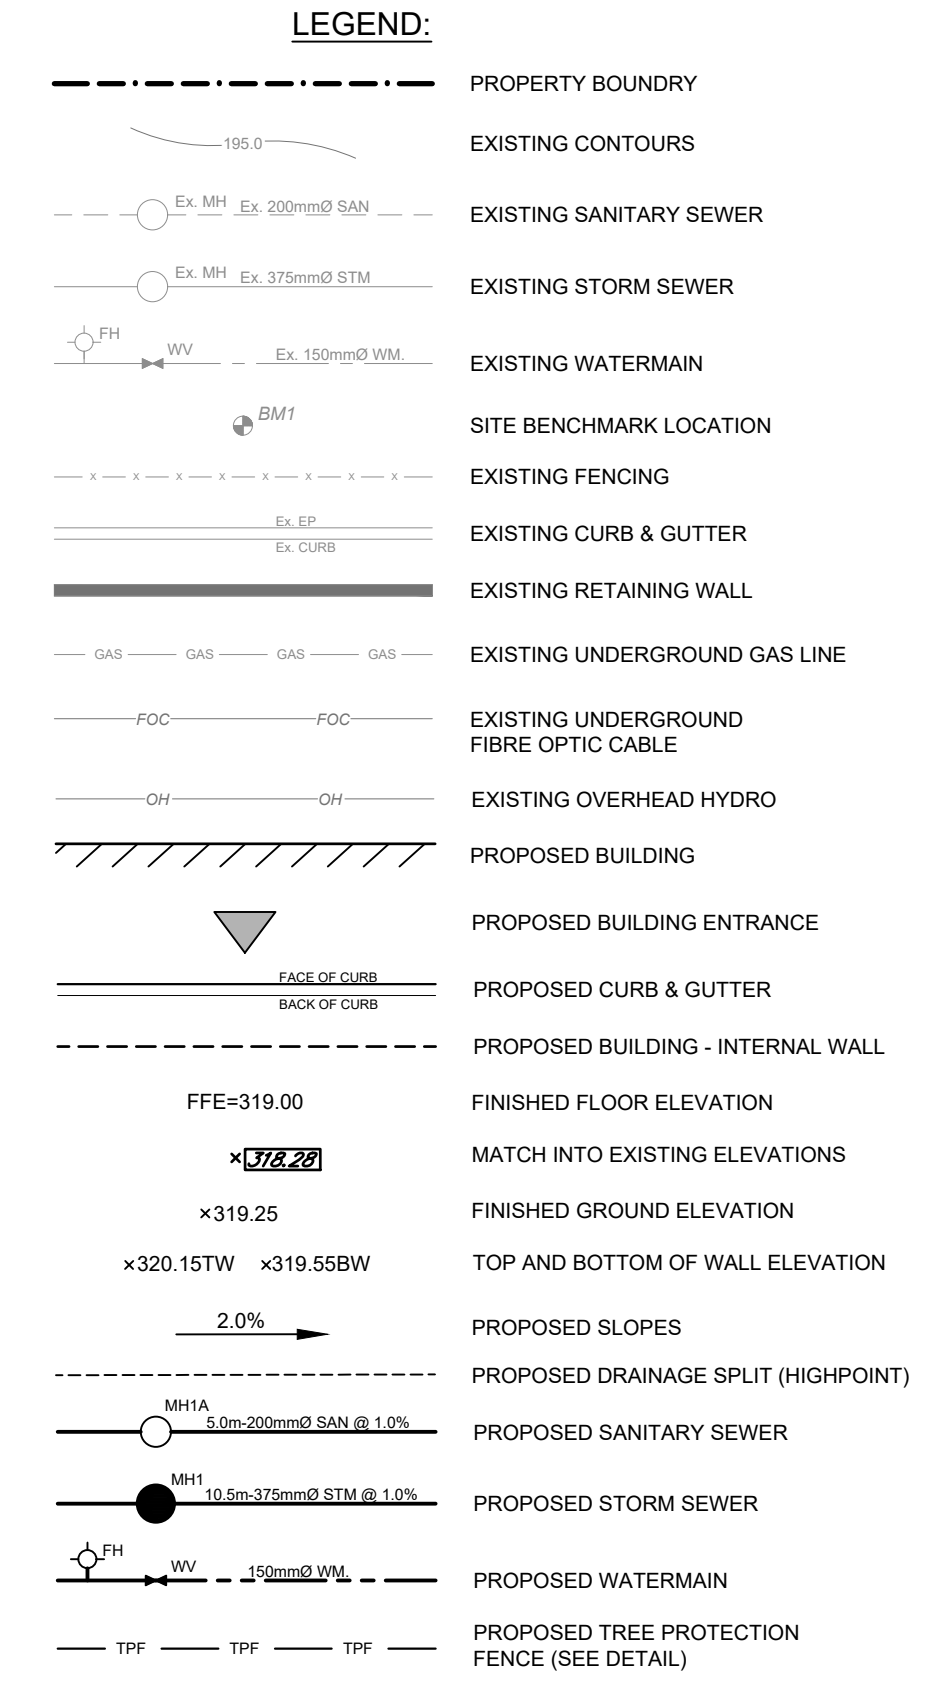 LEGEND:
PROPERTY BOUNDRY
195.0 EXISTING CONTOURS
Ex. MH Ex. 200mmØ SAN EXISTING SANITARY SEWER
Ex. MH Ex. 375mmØ STM EXISTING STORM SEWER
FH WV Ex. 150mmØ WM. EXISTING WATERMAIN
BM1 SITE BENCHMARK LOCATION
x x x x x x x x EXISTING FENCING
Ex. EP
Ex. CURB
EXISTING CURB & GUTTER
EXISTING RETAINING WALL
GAS GAS GAS GAS EXISTING UNDERGROUND GAS LINE
FOC FOC EXISTING UNDERGROUND
FIBRE OPTIC CABLE
OH OH EXISTING OVERHEAD HYDRO
PROPOSED BUILDING
PROPOSED BUILDING ENTRANCE
FACE OF CURB
BACK OF CURB
PROPOSED CURB & GUTTER
PROPOSED BUILDING - INTERNAL WALL
FFE=319.00 FINISHED FLOOR ELEVATION
×318.28 MATCH INTO EXISTING ELEVATIONS
×319.25 FINISHED GROUND ELEVATION
×320.15TW ×319.55BW TOP AND BOTTOM OF WALL ELEVATION
2.0% PROPOSED SLOPES
PROPOSED DRAINAGE SPLIT (HIGHPOINT)
MH1A 5.0m-200mmØ SAN @ 1.0% PROPOSED SANITARY SEWER
MH1 10.5m-375mmØ STM @ 1.0% PROPOSED STORM SEWER
FH WV 150mmØ WM. PROPOSED WATERMAIN
TPF TPF TPF PROPOSED TREE PROTECTION
FENCE (SEE DETAIL)